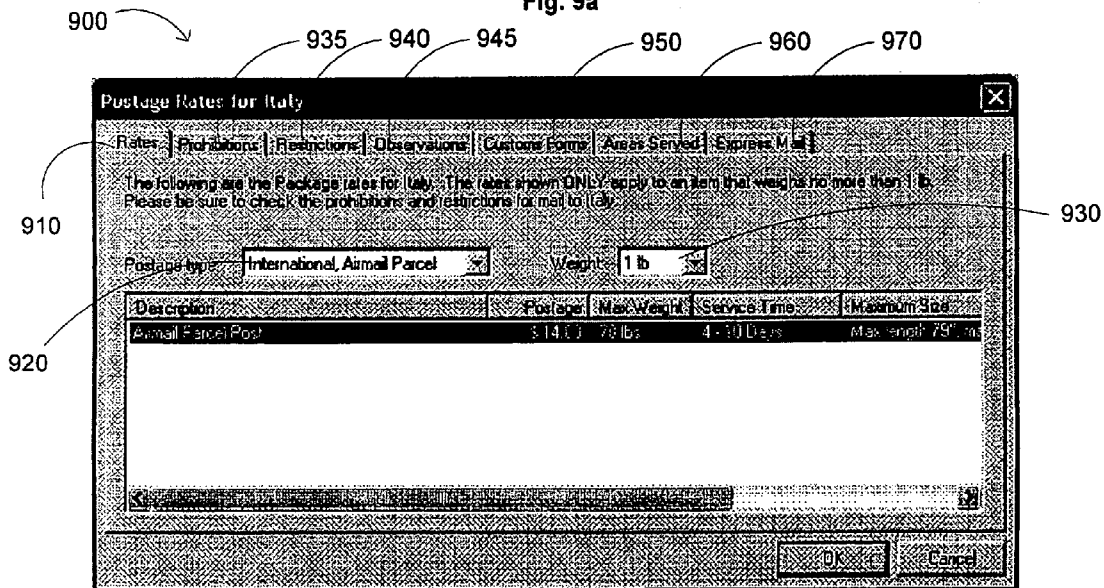 Fig. 9a
900
935 940 945 950 960 970
Postage Rates for Italy
Rates Prohibitions Restrictions Observations Customs Forms Areas Served Express Mail
910
The following are the Package rates for Italy. The rates shown ONLY apply to an item that weighs no more than 1 lb.
Please be sure to check the prohibitions and restrictions for mail to Italy.
930
Postage type International, Airmail Parcel Weight 1 lb
Description Postage Max Weight Service Time Maximum Size
Airmail Parcel Post Max length 79",
920
OK Cancel